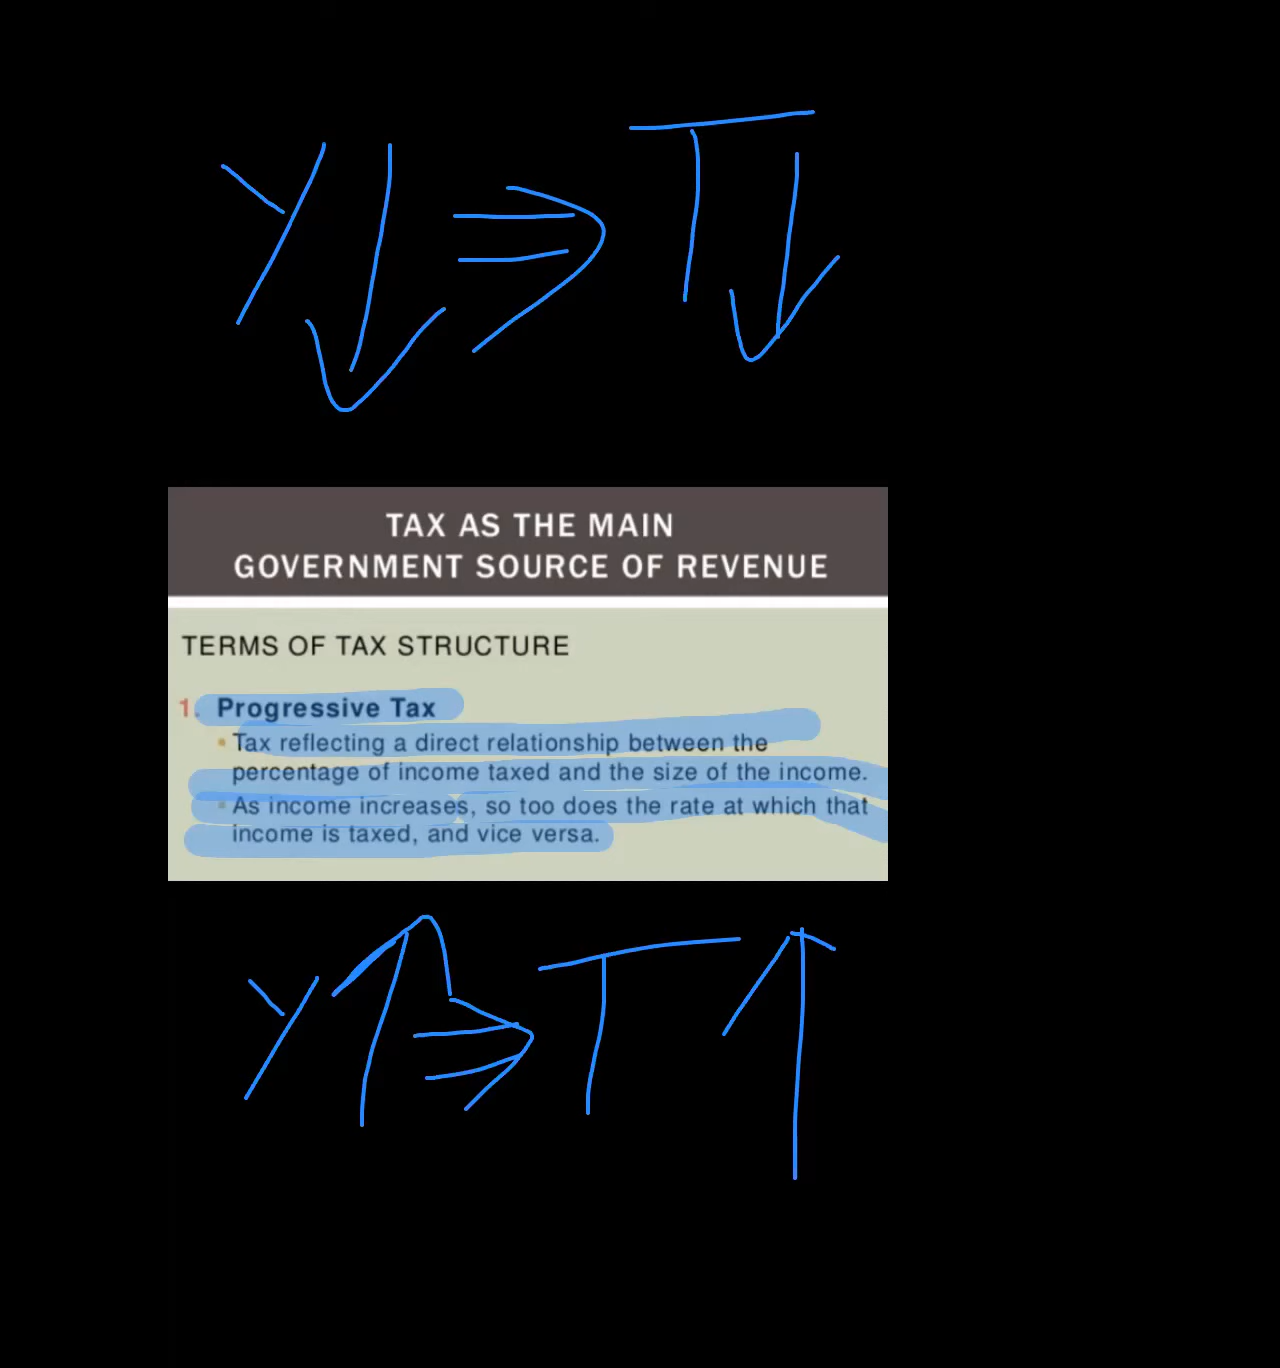 Y↓ ⇒ T↓
TAX AS THE MAIN
GOVERNMENT SOURCE OF REVENUE
TERMS OF TAX STRUCTURE
1. Progressive Tax
• Tax reflecting a direct relationship between the
percentage of income taxed and the size of the income.
• As income increases, so too does the rate at which that
income is taxed, and vice versa.
Y↑ ⇒ T↑